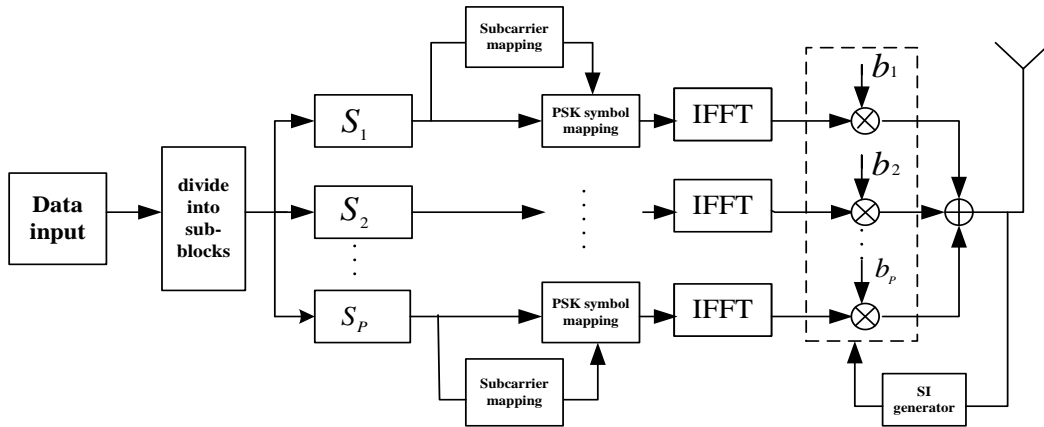 Subcarrier
mapping
b1
S1
PSK symbol
mapping
IFFT
Data
input
divide
into
sub-
blocks
S2
IFFT
b2
SP
PSK symbol
mapping
IFFT
bP
Subcarrier
mapping
SI
generator